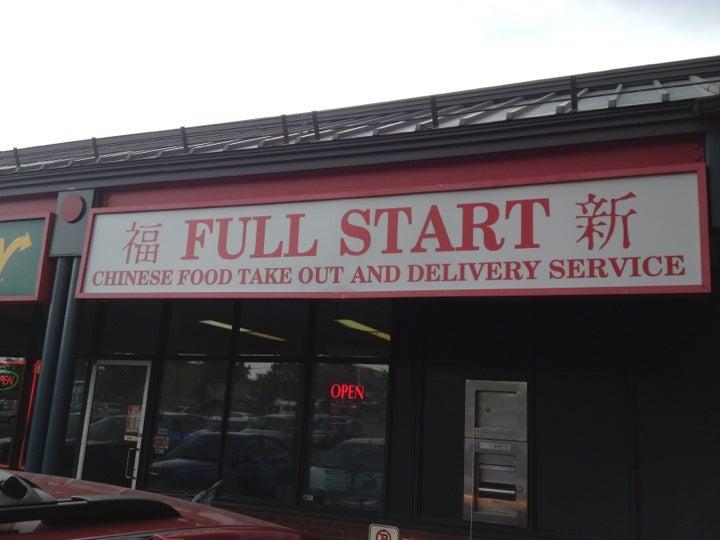 福 FULL START 新
CHINESE FOOD TAKE OUT AND DELIVERY SERVICE
OPEN